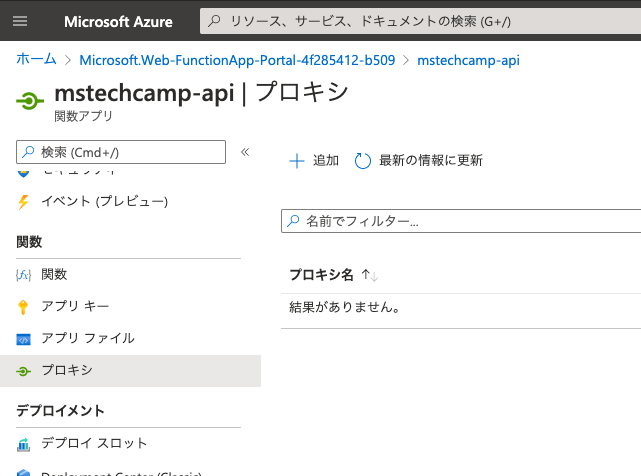 Microsoft Azure
リソース、サービス、ドキュメントの検索 (G+/)
ホーム > Microsoft.Web-FunctionApp-Portal-4f285412-b509 > mstechcamp-api
mstechcamp-api | プロキシ
関数アプリ
検索 (Cmd+/)
«
セキュリティ
イベント (プレビュー)
関数
関数
アプリ キー
アプリ ファイル
プロキシ
デプロイメント
デプロイ スロット
Deployment Center (Classic)
追加
最新の情報に更新
名前でフィルター...
プロキシ名 ↑↓
結果がありません。